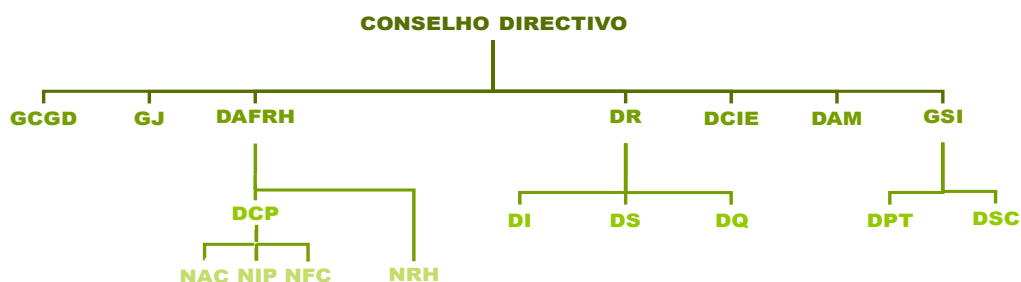 CONSELHO DIRECTIVO
GCGD GJ DAFRH DR DCIE DAM GSI
DCP DI DS DQ DPT DSC
NAC NIP NFC NRH